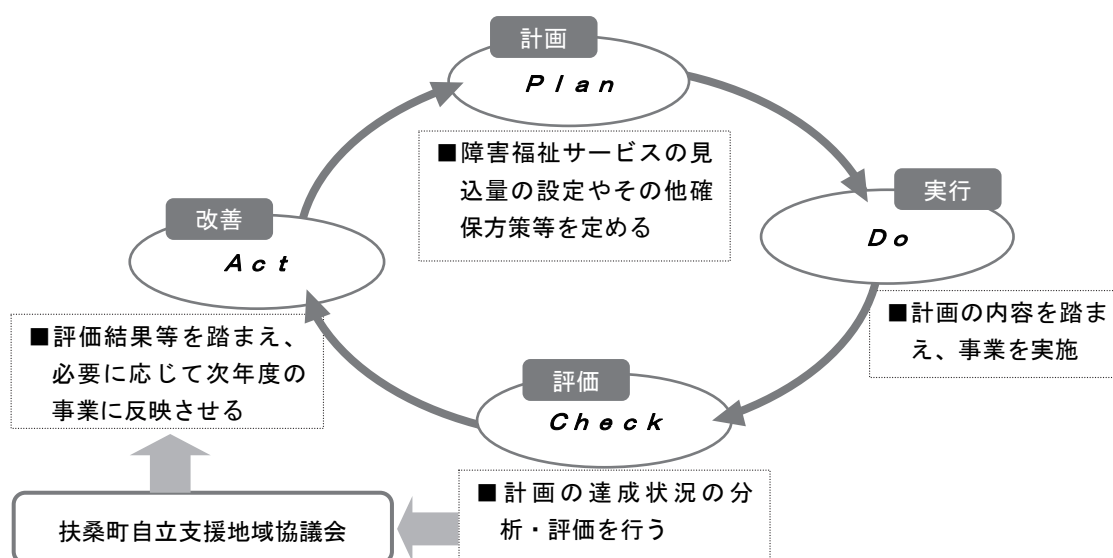 計画
Plan
■障害福祉サービスの見
込量の設定やその他確
保方策等を定める
実行
Do
■計画の内容を踏ま
え、事業を実施
評価
Check
■計画の達成状況の分
析・評価を行う
改善
Act
■評価結果等を踏まえ、
必要に応じて次年度の
事業に反映させる
扶桑町自立支援地域協議会